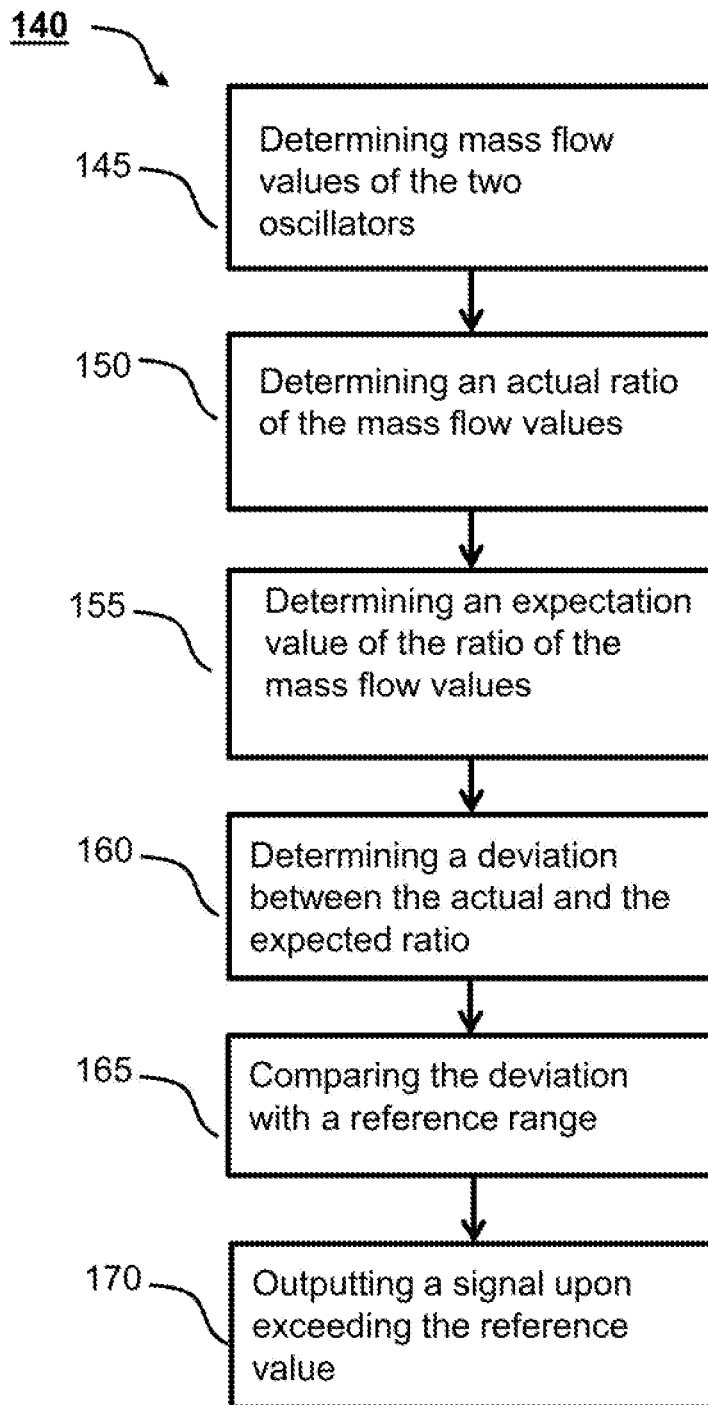 140
145
Determining mass flow
values of the two
oscillators
150
Determining an actual ratio
of the mass flow values
155
Determining an expectation
value of the ratio of the
mass flow values
160
Determining a deviation
between the actual and the
expected ratio
165
Comparing the deviation
with a reference range
170
Outputting a signal upon
exceeding the reference
value